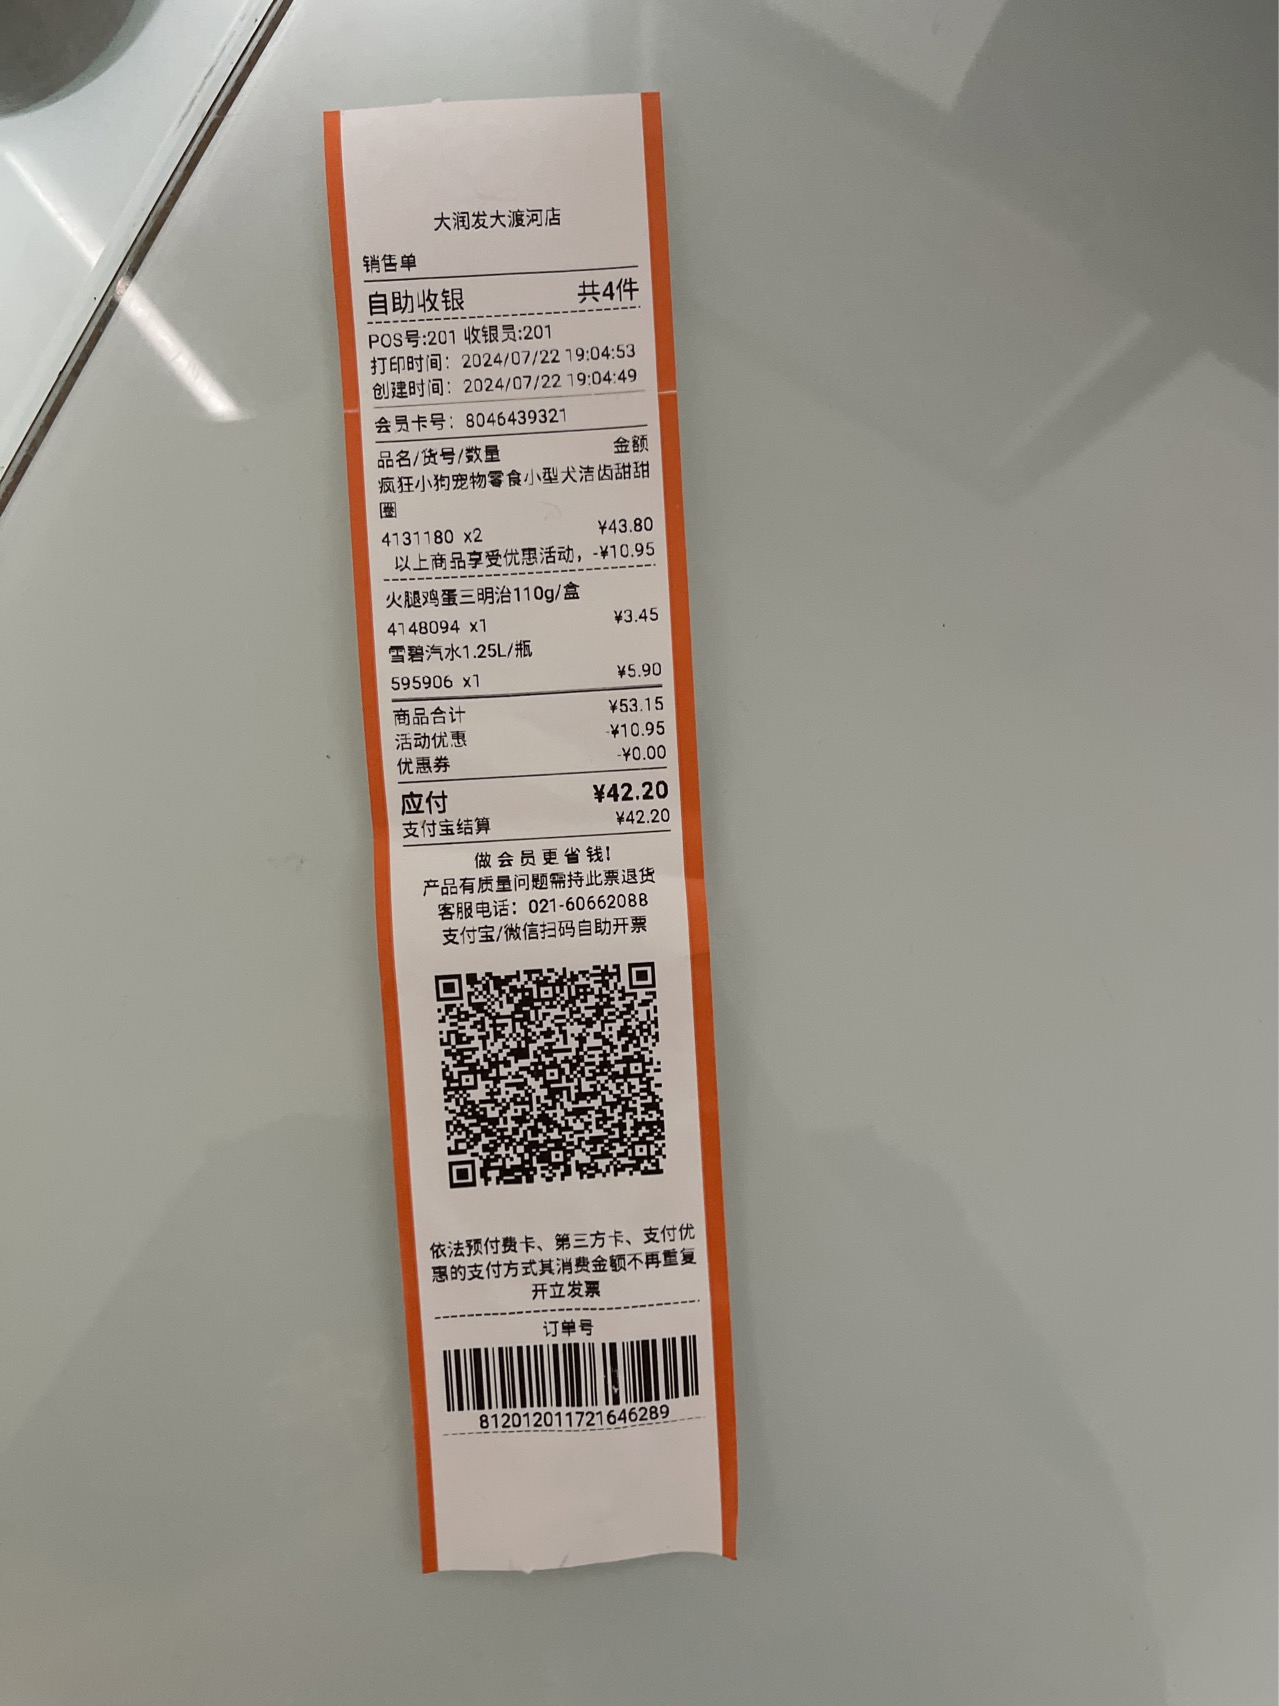 大润发大渡河店
销售单
自助收银 共4件
POS号:201 收银员:201
打印时间：2024/07/22 19:04:53
创建时间：2024/07/22 19:04:49
会员卡号：8046439321
品名/货号/数量 金额
疯狂小狗宠物零食小型犬洁齿甜甜
圈
4131180 x2 ¥43.80
以上商品享受优惠活动，-¥10.95
火腿鸡蛋三明治110g/盒
4148094 x1 ¥3.45
雪碧汽水1.25L/瓶
595906 x1 ¥5.90
商品合计 ¥53.15
活动优惠 -¥10.95
优惠券 -¥0.00
应付 ¥42.20
支付宝结算 ¥42.20
做会员更省钱!
产品有质量问题需持此票退货
客服电话：021-60662088
支付宝/微信扫码自助开票
依法预付费卡、第三方卡、支付优
惠的支付方式其消费金额不再重复
开立发票
订单号
812012011721646289